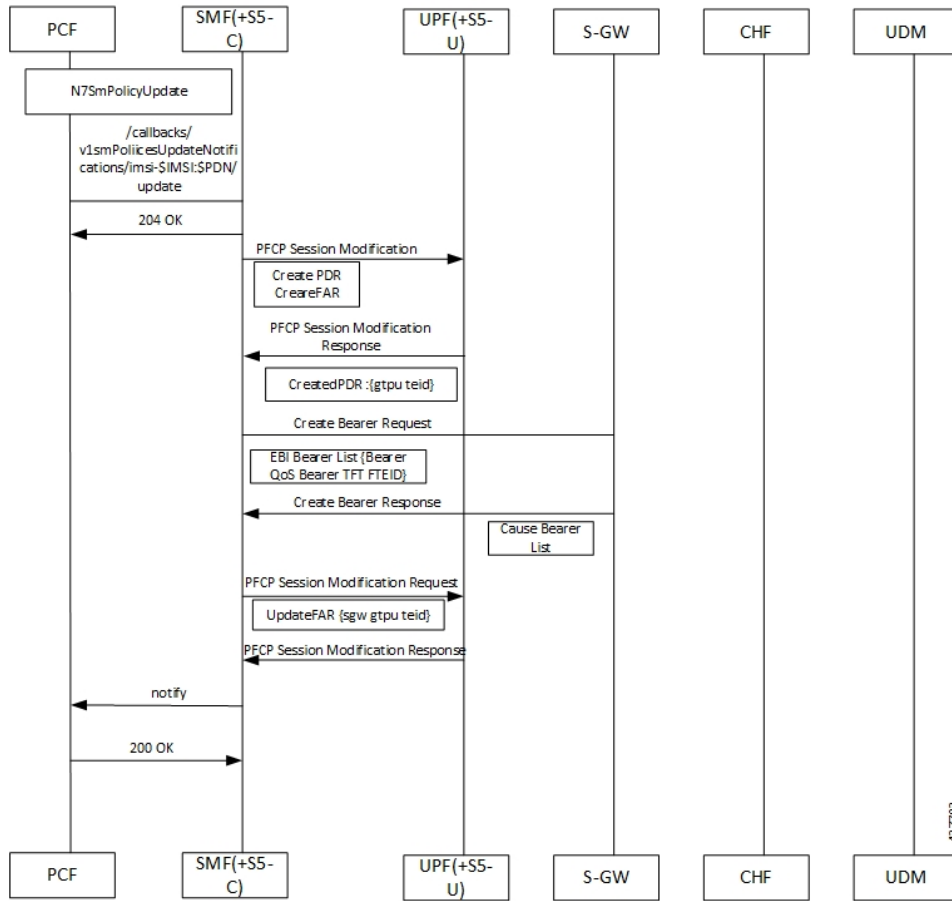 PCF
SMF(+S5-
C)
UPF(+S5-
U)
S-GW
CHF
UDM
N7SmPolicyUpdate
/callbacks/
v1smPoliicesUpdateNotifi
cations/imsi-$IMSI:$PDN/
update
204 OK
PFCP Session Modification
Create PDR
CreareFAR
PFCP Session Modification
Response
CreatedPDR :{gtpu teid}
Create Bearer Request
EBI Bearer List {Bearer
QoS Bearer TFT FTEID}
Create Bearer Response
Cause Bearer
List
PFCP Session Modification Request
UpdateFAR {sgw gtpu teid}
PFCP Session Modification Response
notify
200 OK
PCF
SMF(+S5-
C)
UPF(+S5-
U)
S-GW
CHF
UDM